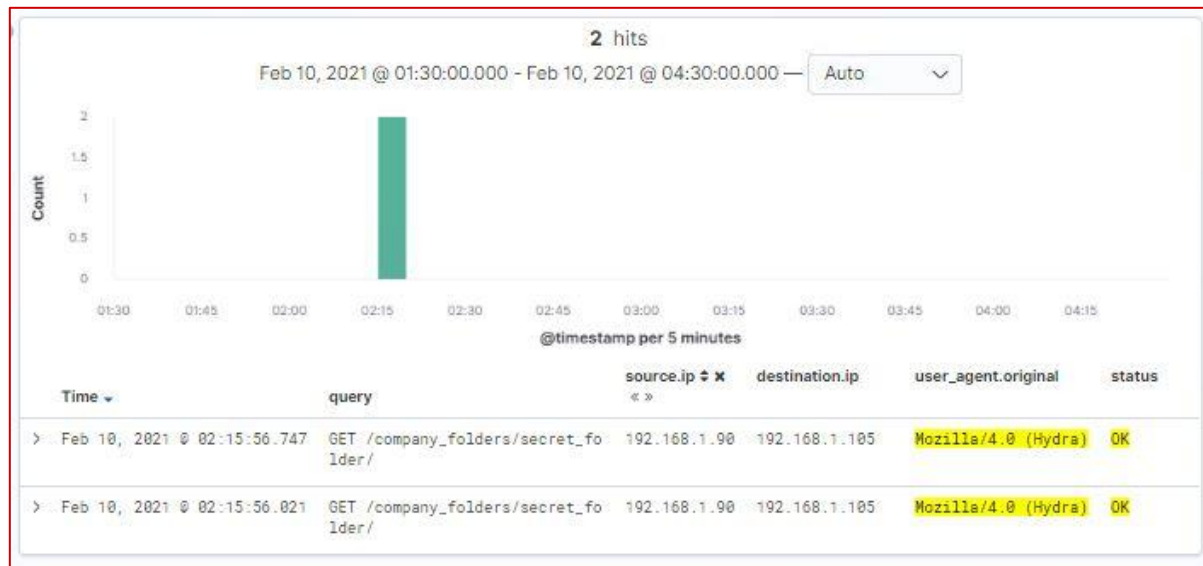 2 hits
Feb 10, 2021 @ 01:30:00.000 - Feb 10, 2021 @ 04:30:00.000 — Auto
2
1.5
1
0.5
0
Count
01:30 01:45 02:00 02:15 02:30 02:45 03:00 03:15 03:30 03:45 04:00 04:15
@timestamp per 5 minutes
Time query source.ip destination.ip user_agent.original status
« »
> Feb 10, 2021 @ 02:15:56.747 GET /company_folders/secret_fo 192.168.1.90 192.168.1.105 Mozilla/4.0 (Hydra) OK
lder/
> Feb 10, 2021 @ 02:15:56.021 GET /company_folders/secret_fo 192.168.1.90 192.168.1.105 Mozilla/4.0 (Hydra) OK
lder/